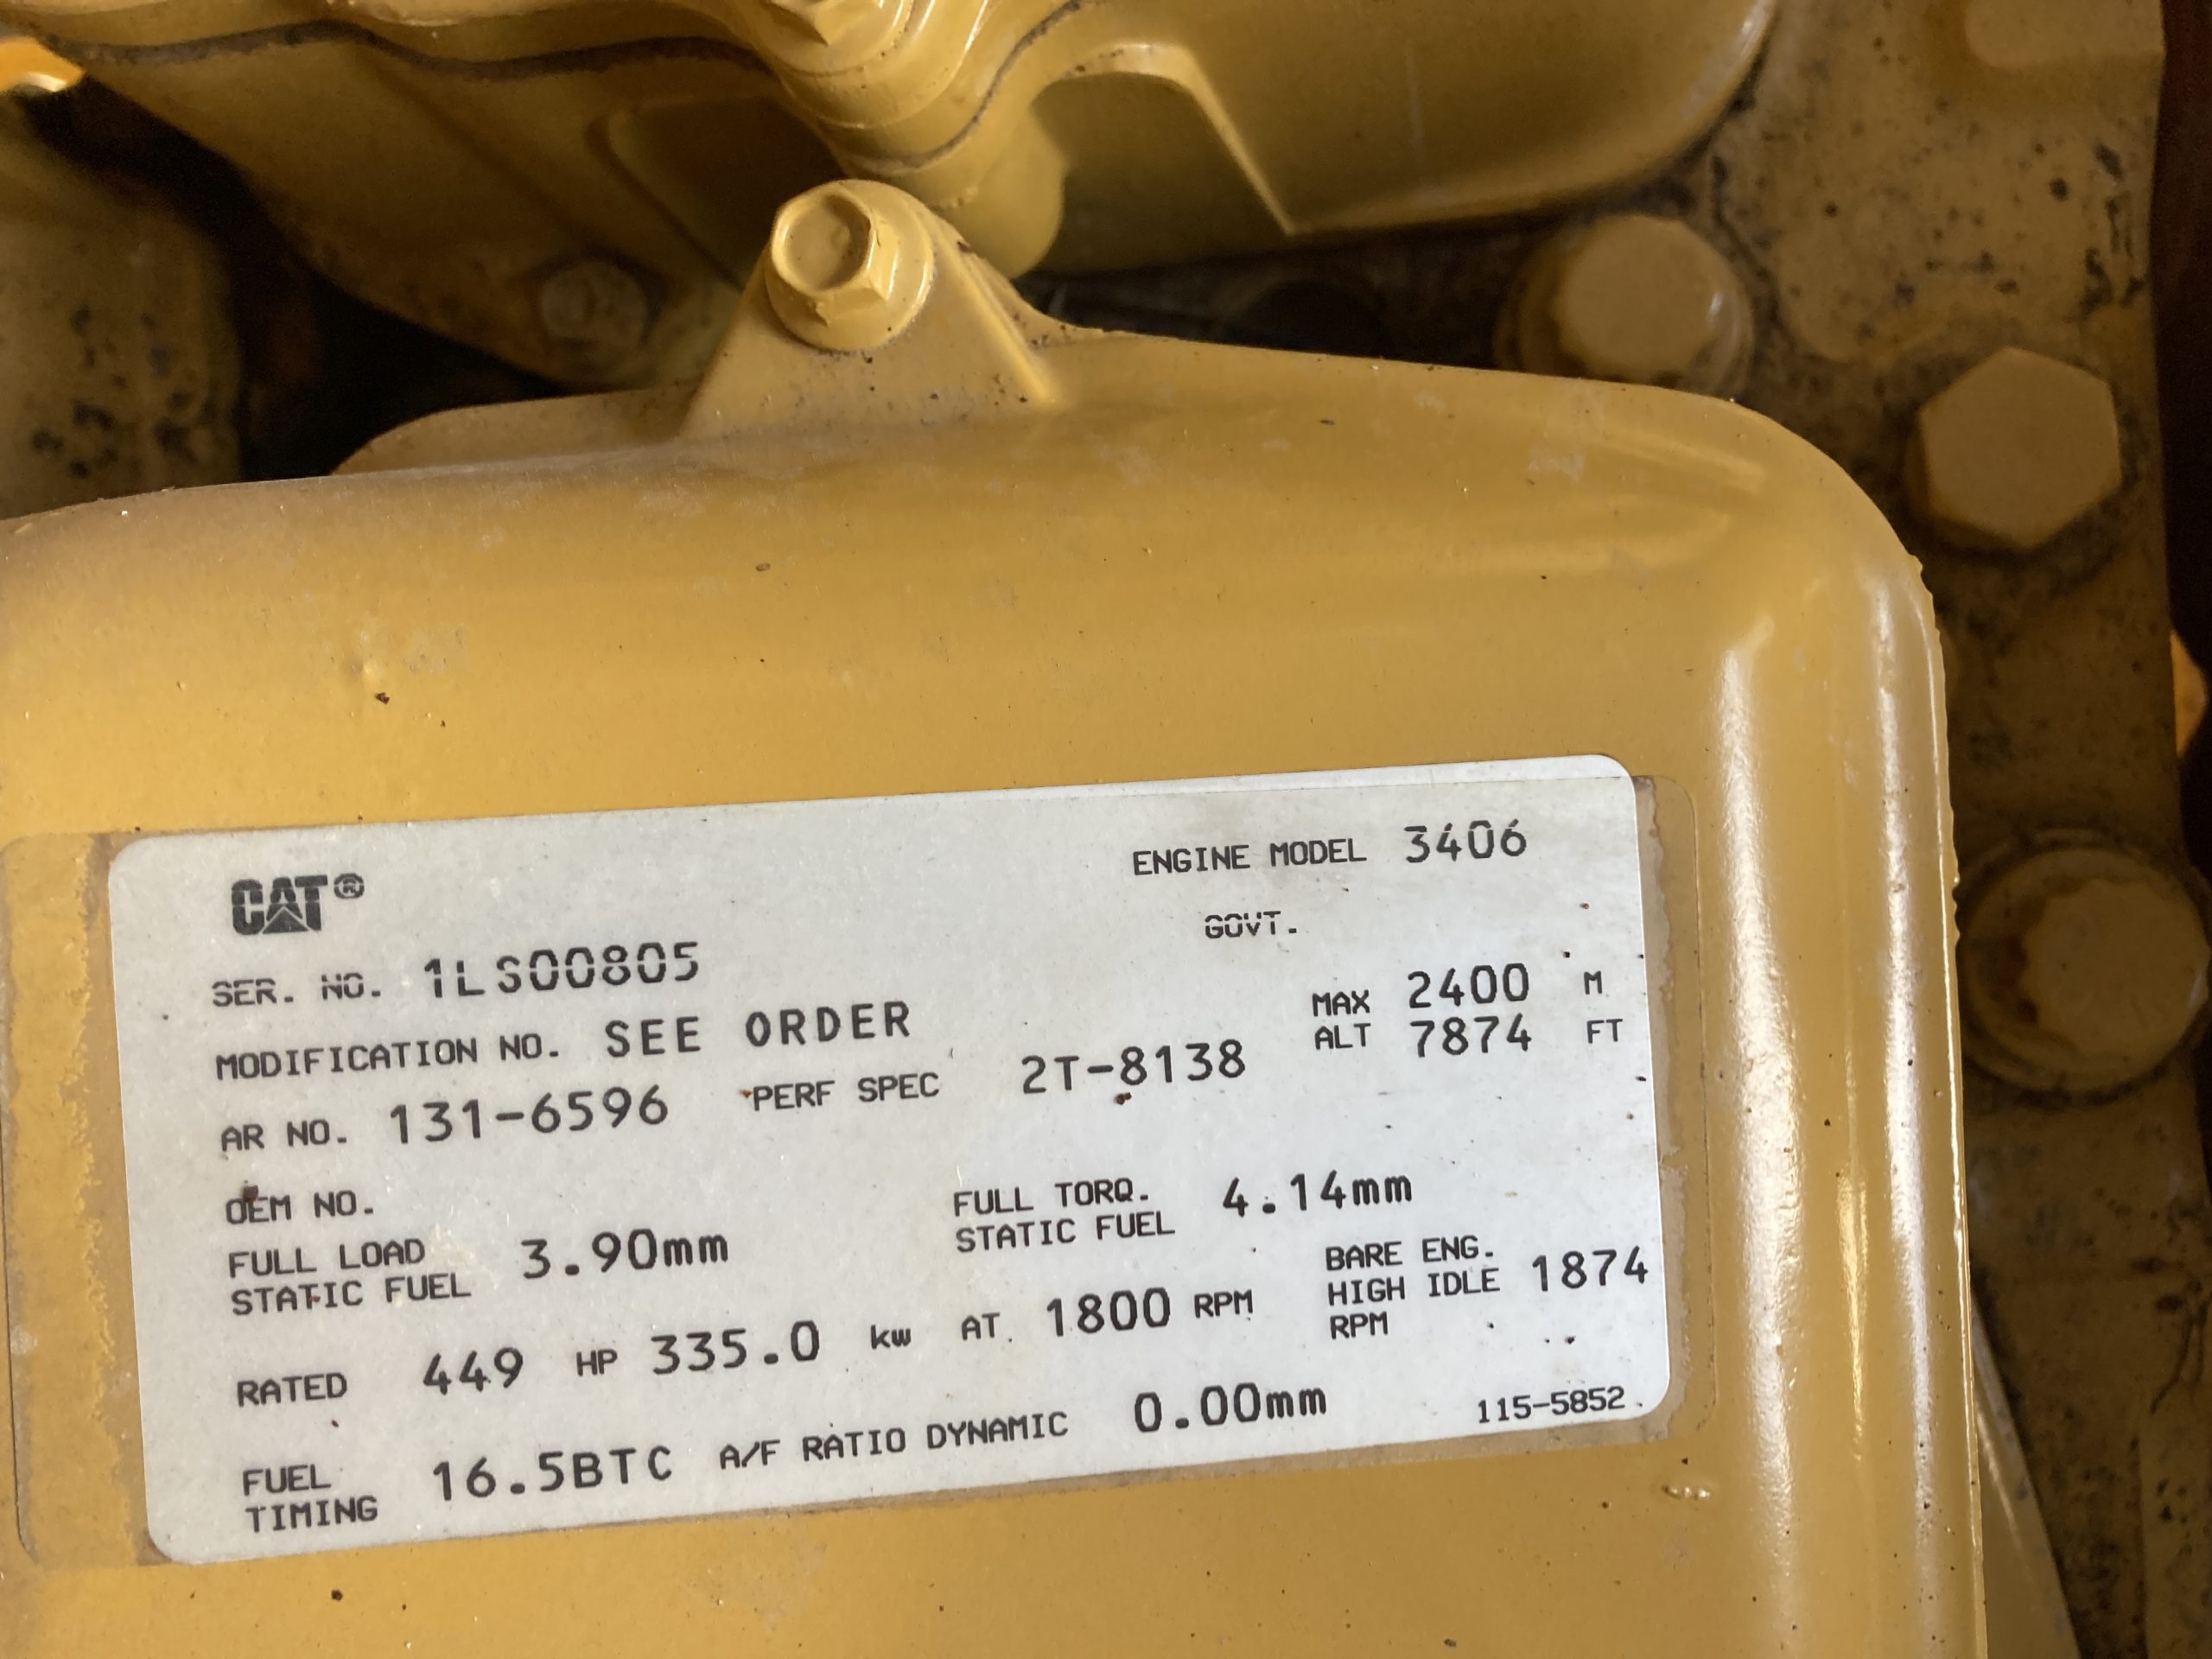 CAT®
ENGINE MODEL 3406
GOVT.
SER. NO. 1LS00805
MODIFICATION NO. SEE ORDER
MAX ALT 2400 M
7874 FT
AR NO. 131-6596 PERF SPEC 2T-8138
OEM NO.
FULL LOAD STATIC FUEL 3.90mm
FULL TORQ. STATIC FUEL 4.14mm
RATED 449 HP 335.0 kw AT 1800 RPM
BARE ENG. HIGH IDLE RPM 1874
FUEL TIMING 16.5BTC A/F RATIO DYNAMIC 0.00mm
115-5852